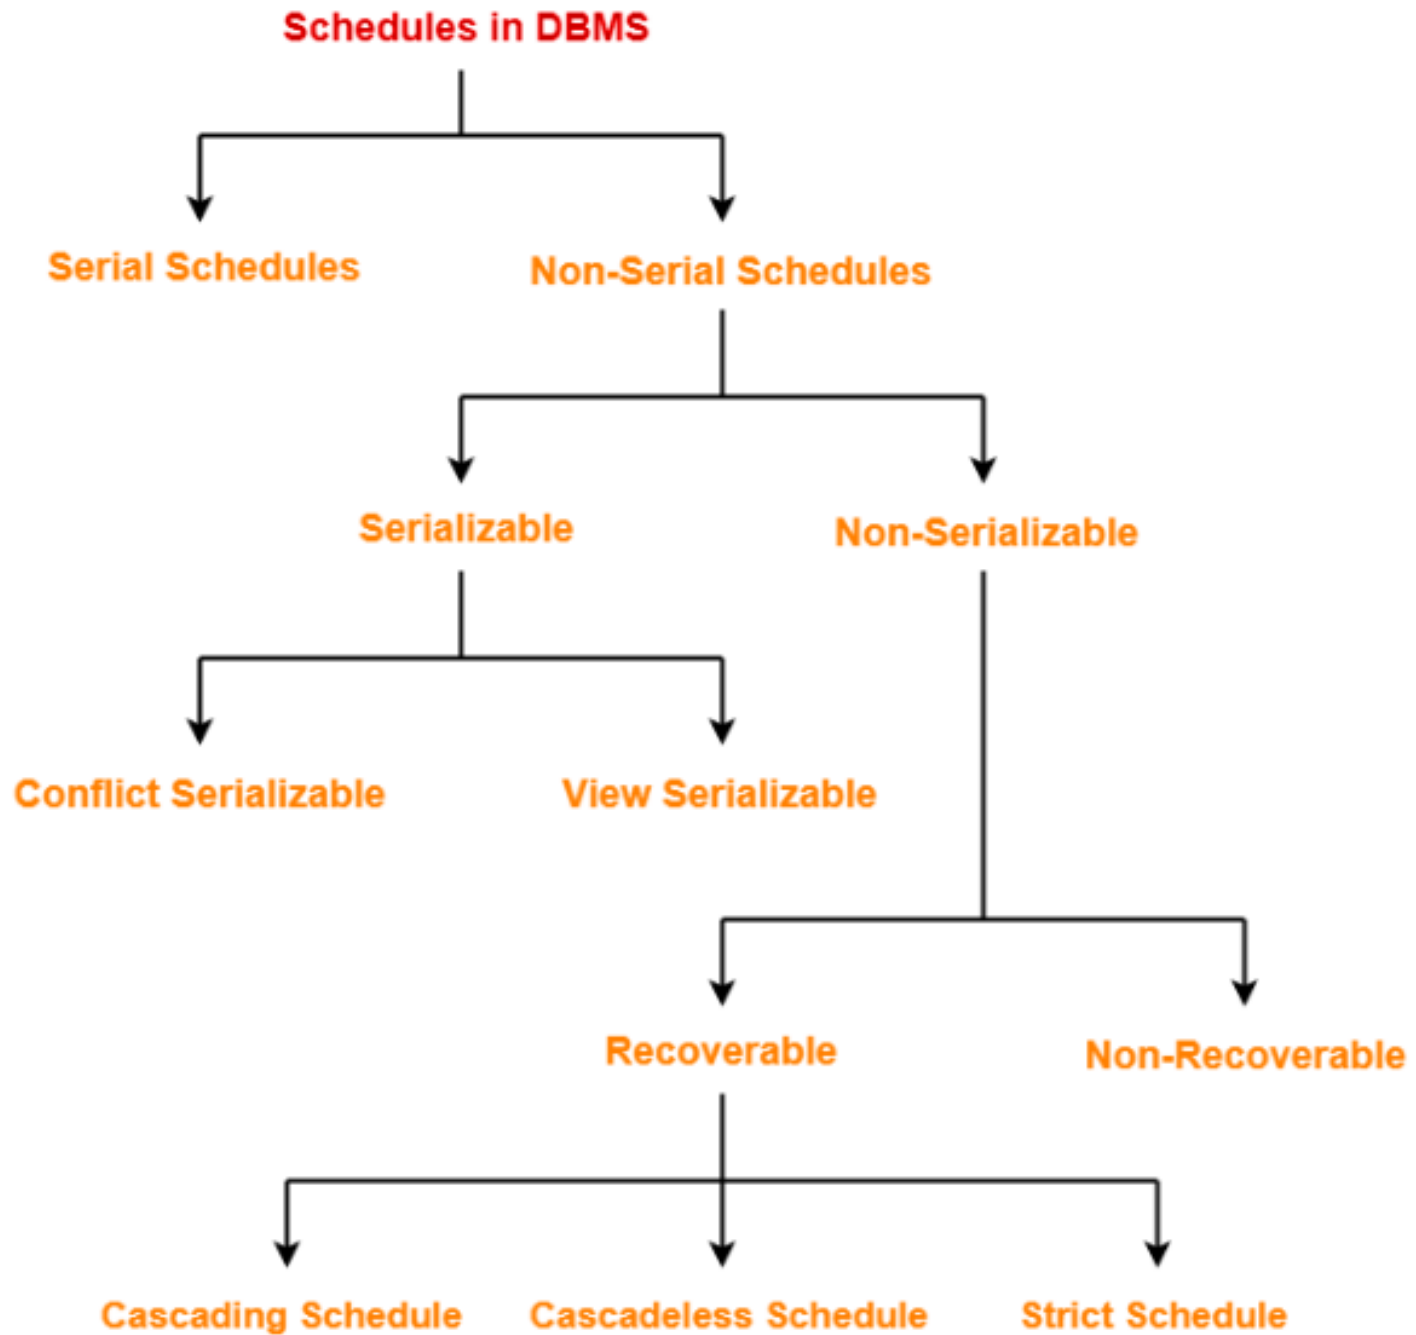 Schedules in DBMS
Serial Schedules
Non-Serial Schedules
Serializable
Non-Serializable
Conflict Serializable
View Serializable
Recoverable
Non-Recoverable
Cascading Schedule
Cascadeless Schedule
Strict Schedule